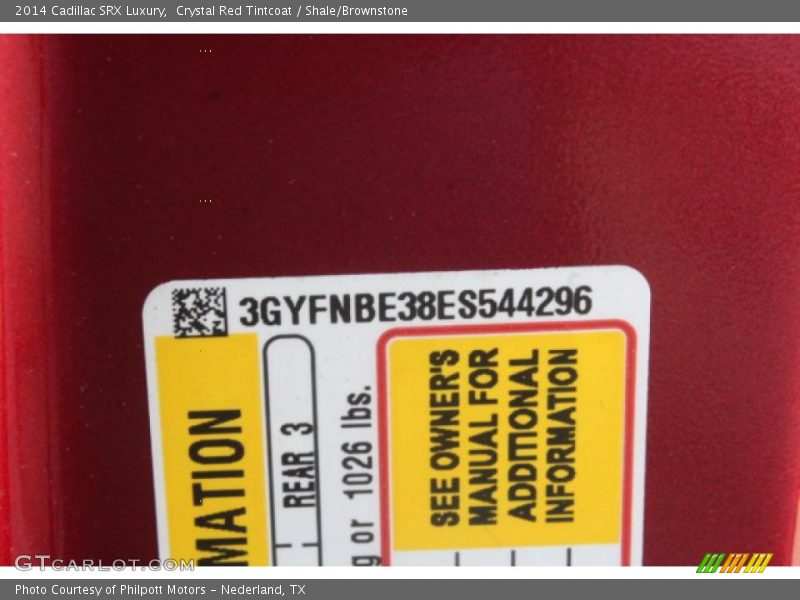 2014 Cadillac SRX Luxury, Crystal Red Tintcoat / Shale/Brownstone
3GYFNBE38ES544296
MATION
REAR 3
g or 1026 lbs.
SEE OWNER'S
MANUAL FOR
ADDITIONAL
INFORMATION
GTCARLOT.COM
Photo Courtesy of Philpott Motors - Nederland, TX